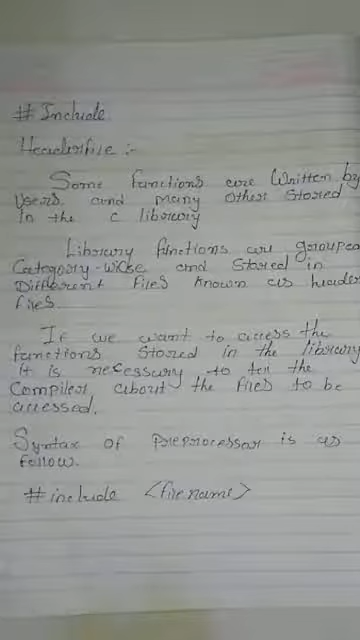 # Include
Headerfile :-
Some functions are Written by
Users and many other Stored
In the C library
Library functions are grouped
Category-wise and Stored in
Different files known as header
files.
If we want to access the
functions Stored in the library
it is necessary to tell the
Compiler about the files to be
accessed.
Syntax of preprocessor is as
follow.
#include <filename>